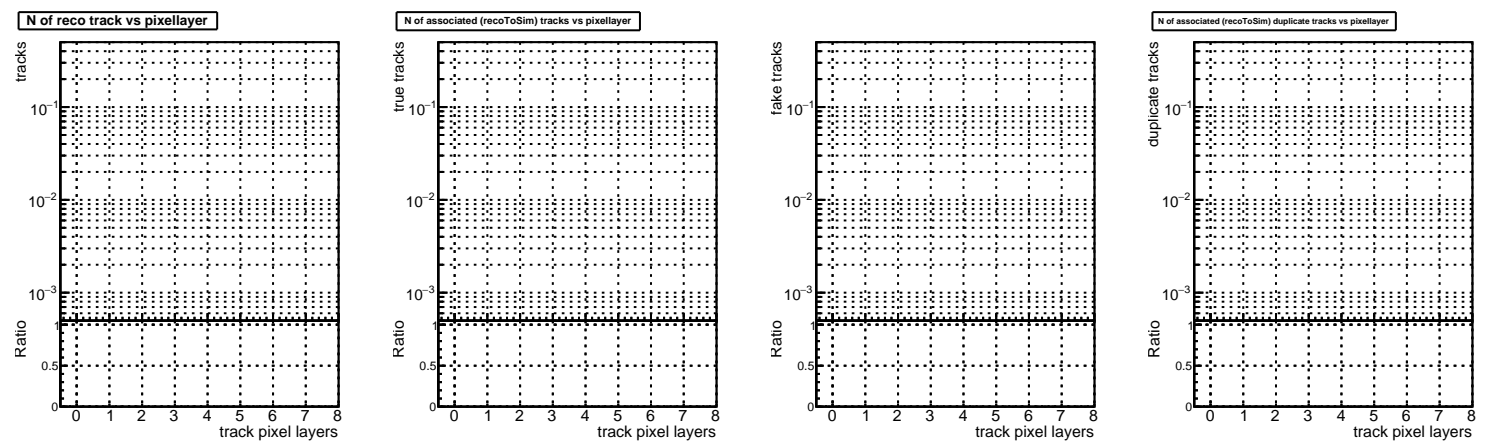 N of reco track vs pixellayer
tracks
10⁻¹
10⁻²
10⁻³
Ratio
1
0.5
0
0 1 2 3 4 5 6 7 8
track pixel layers
N of associated (recoToSim) tracks vs pixellayer
true tracks
10⁻¹
10⁻²
10⁻³
Ratio
1
0.5
0
0 1 2 3 4 5 6 7 8
track pixel layers
fake tracks
10⁻¹
10⁻²
10⁻³
Ratio
1
0.5
0
0 1 2 3 4 5 6 7 8
track pixel layers
N of associated (recoToSim) duplicate tracks vs pixellayer
duplicate tracks
10⁻¹
10⁻²
10⁻³
Ratio
1
0.5
0
0 1 2 3 4 5 6 7 8
track pixel layers